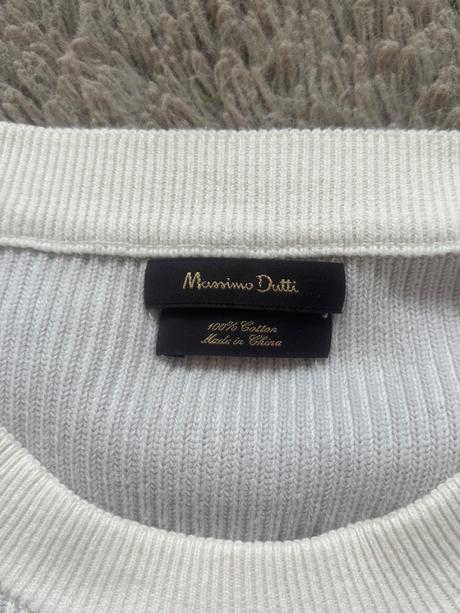 Massimo Dutti
100% Cotton
Made in China